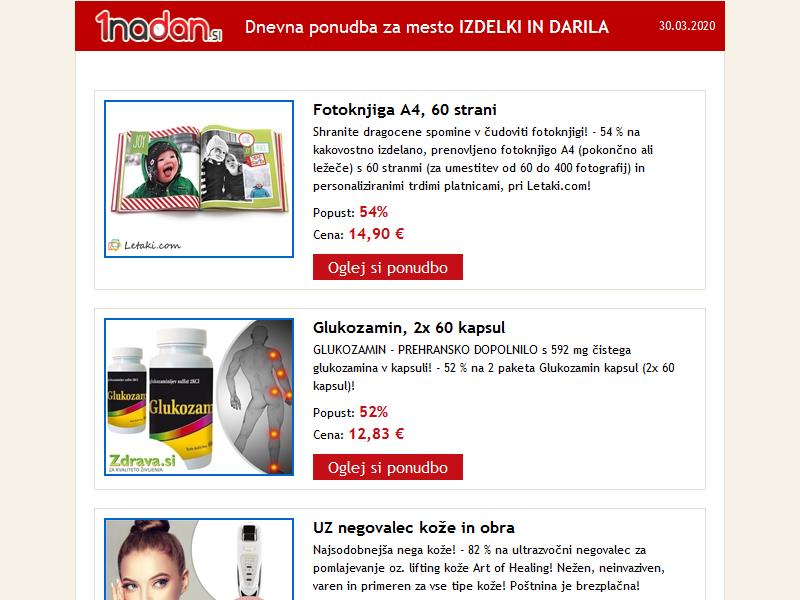 1nadan.si
Dnevna ponudba za mesto IZDELKI IN DARILA
30.03.2020
JOY
Letaki.com
Fotoknjiga A4, 60 strani
Shranite dragocene spomine v čudoviti fotoknjigi! - 54 % na
kakovostno izdelano, prenovljeno fotoknjigo A4 (pokončno ali
ležeče) s 60 stranmi (za umestitev od 60 do 400 fotografij) in
personaliziranimi trdimi platnicami, pri Letaki.com!
Popust: 54%
Cena: 14,90 €
Oglej si ponudbo
Glukozam
Glukozam
Zdrava.si
ZA KVALITETO ŽIVLJENJA
Glukozamin, 2x 60 kapsul
GLUKOZAMIN - PREHRANSKO DOPOLNILO s 592 mg čistega
glukozamina v kapsuli! - 52 % na 2 paketa Glukozamin kapsul (2x 60
kapsul)!
Popust: 52%
Cena: 12,83 €
Oglej si ponudbo
UZ negovalec kože in obra
Najsodobnejša nega kože! - 82 % na ultrazvočni negovalec za
pomlajevanje oz. lifting kože Art of Healing! Nežen, neinvaziven,
varen in primeren za vse tipe kože! Poštnina je brezplačna!